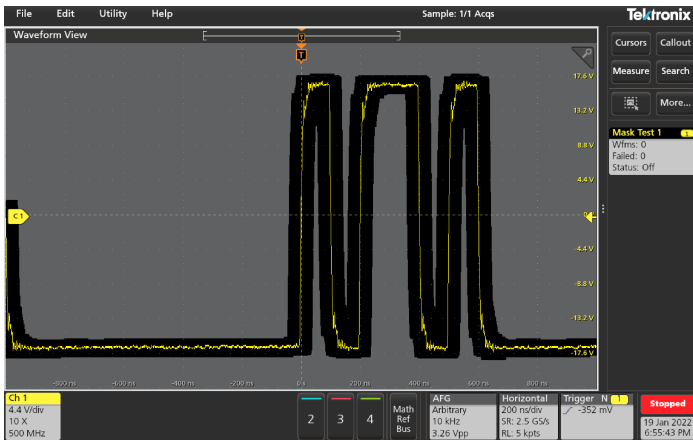 File Edit Utility Help
Sample: 1/1 Acqs
Tektronix
Waveform View
T
T
Cursors
Callout
Measure
Search
More...
Mask Test 1
1
Wfms: 0
Failed: 0
Status: Off
17.6 V
13.2 V
8.8 V
4.4 V
C 1
-4.4 V
-8.8 V
-13.2 V
-17.6 V
-800 ns
-600 ns
-400 ns
-200 ns
0 s
200 ns
400 ns
600 ns
800 ns
Ch 1
4.4 V/div
10 X
500 MHz
2
3
4
Math
Ref
Bus
AFG
Arbitrary
10 kHz
3.26 Vpp
Horizontal
200 ns/div
SR: 2.5 GS/s
RL: 5 kpts
Trigger N 1
-352 mV
Stopped
19 Jan 2022
6:55:43 PM